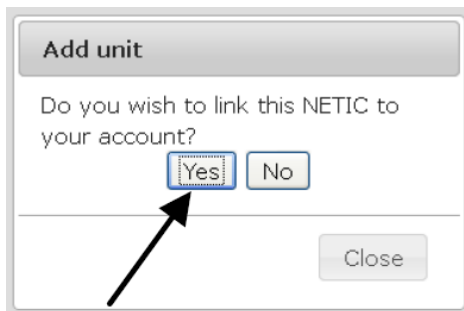 Add unit
Do you wish to link this NETIC to
your account?
Yes No
Close